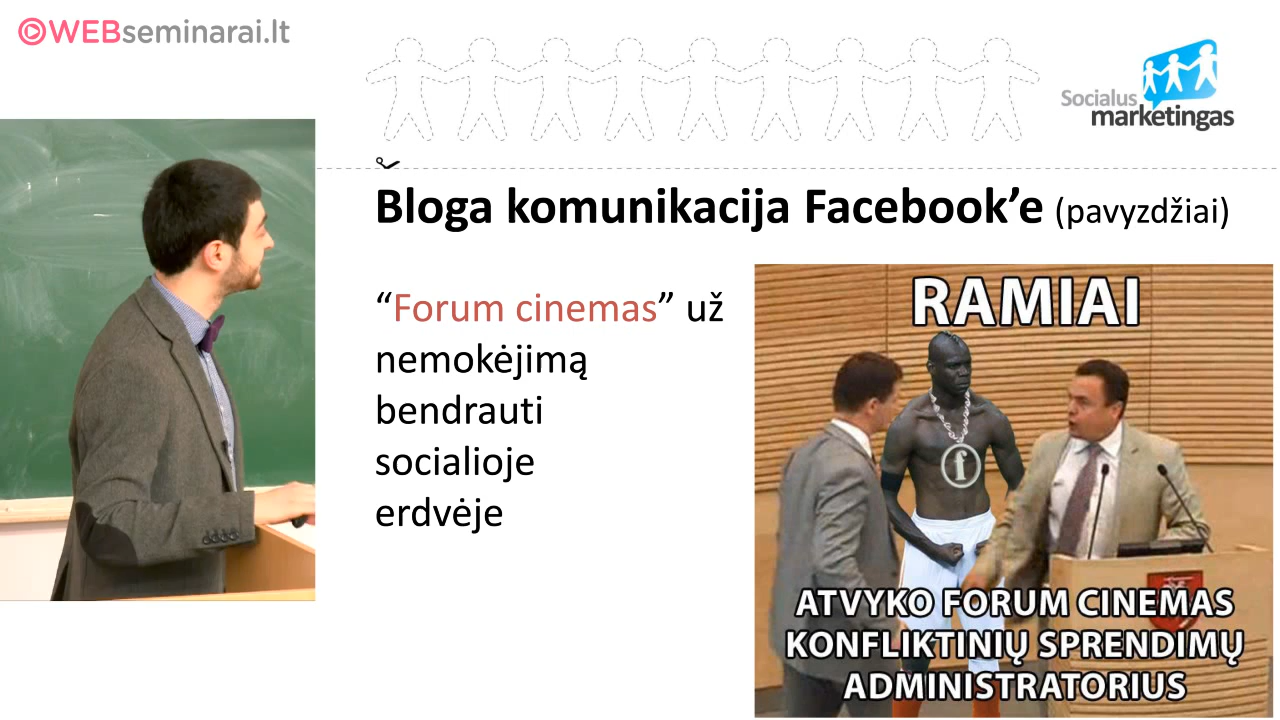 WEBseminarai.lt
Socialus
marketingas
Bloga komunikacija Facebook’e (pavyzdžiai)
“Forum cinemas” už
nemokėjimą
bendrauti
socialioje
erdvėje
RAMIAI
f
ATVYKO FORUM CINEMAS
KONFLIKTINIŲ SPRENDIMŲ
ADMINISTRATORIUS